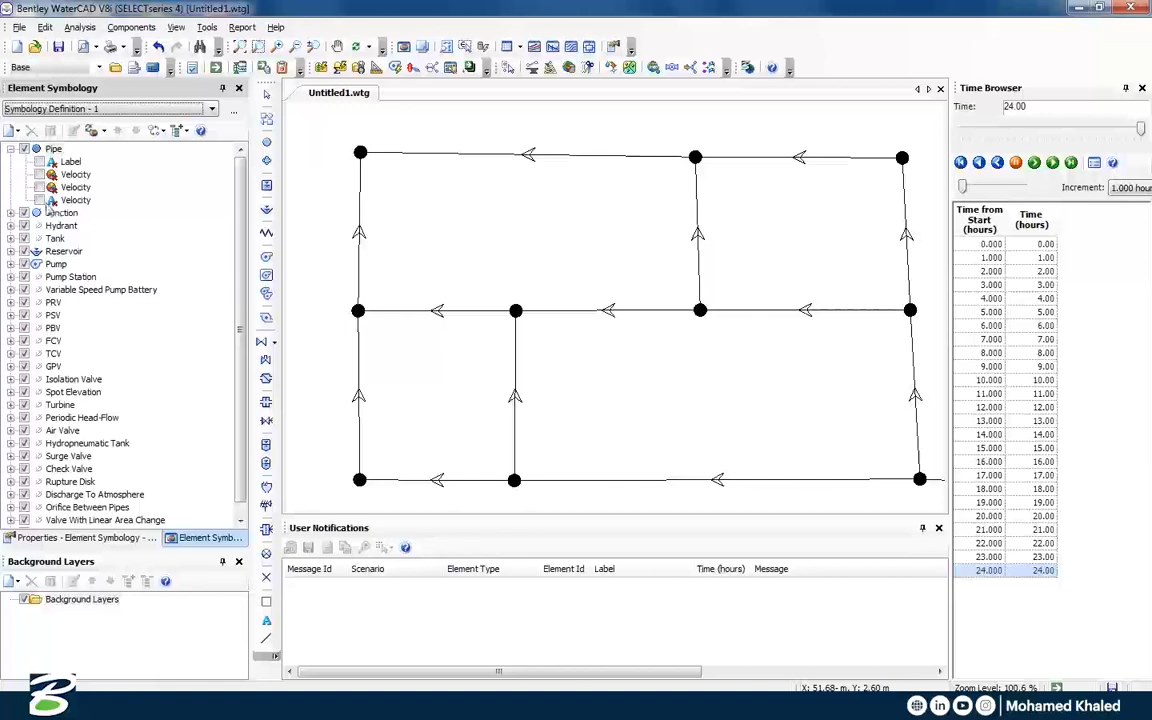 Bentley WaterCAD V8i (SELECTseries 4) [Untitled1.wtg]
File Edit Analysis Components View Tools Report Help
Base
Element Symbology
Symbology Definition - 1
Pipe
Label
Velocity
Velocity
Velocity
Junction
Hydrant
Tank
Reservoir
Pump
Pump Station
Variable Speed Pump Battery
PRV
PSV
PBV
FCV
TCV
GPV
Isolation Valve
Spot Elevation
Turbine
Periodic Head-Flow
Air Valve
Hydropneumatic Tank
Surge Valve
Check Valve
Rupture Disk
Discharge To Atmosphere
Orifice Between Pipes
Valve With Linear Area Change
Properties - Element Symbology - ... Element Symb...
Background Layers
Background Layers
Untitled1.wtg
User Notifications
Message Id Scenario Element Type Element Id Label Time (hours) Message
X: 51.68- m, Y: 2.60 m Zoom Level: 100.6 %
Time Browser
Time: 24.00
Increment: 1.000 hour
Time from Start (hours) Time (hours)
0.000 0.00
1.000 1.00
2.000 2.00
3.000 3.00
4.000 4.00
5.000 5.00
6.000 6.00
7.000 7.00
8.000 8.00
9.000 9.00
10.000 10.00
11.000 11.00
12.000 12.00
13.000 13.00
14.000 14.00
15.000 15.00
16.000 16.00
17.000 17.00
18.000 18.00
19.000 19.00
20.000 20.00
21.000 21.00
22.000 22.00
23.000 23.00
24.000 24.00
Mohamed Khaled